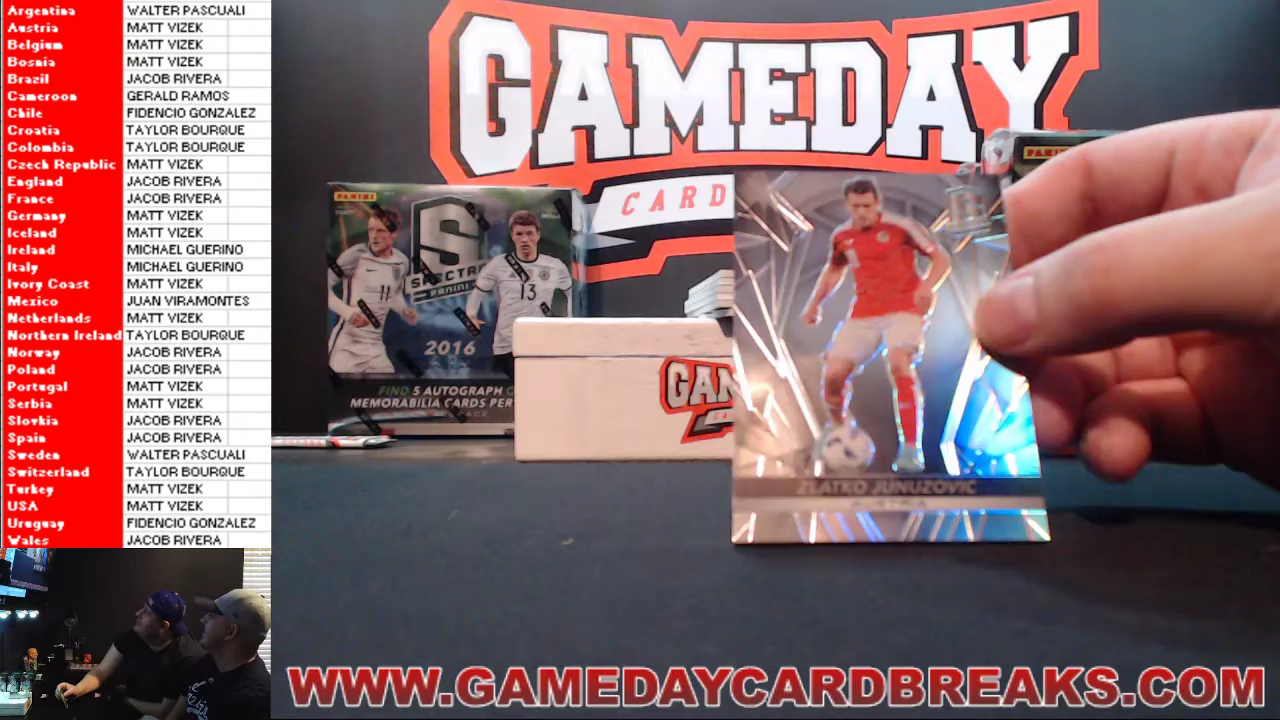 Argentina WALTER PASCUALI
Austria MATT VIZEK
Belgium MATT VIZEK
Bosnia MATT VIZEK
Brazil JACOB RIVERA
Cameroon GERALD RAMOS
Chile FIDENCIO GONZALEZ
Croatia TAYLOR BOURQUE
Colombia TAYLOR BOURQUE
Czech Republic MATT VIZEK
England JACOB RIVERA
France JACOB RIVERA
Germany MATT VIZEK
Iceland MATT VIZEK
Ireland MICHAEL GUERINO
Italy MICHAEL GUERINO
Ivory Coast MATT VIZEK
Mexico JUAN VIRAMONTES
Netherlands MATT VIZEK
Northern Ireland TAYLOR BOURQUE
Norway JACOB RIVERA
Poland JACOB RIVERA
Portugal MATT VIZEK
Serbia MATT VIZEK
Slovkia JACOB RIVERA
Spain JACOB RIVERA
Sweden WALTER PASCUALI
Switzerland TAYLOR BOURQUE
Turkey MATT VIZEK
USA MATT VIZEK
Uruguay FIDENCIO GONZALEZ
Wales JACOB RIVERA
GAMEDAY
CARD
PANINI
S
SPECTRA
PANINI
11
13
2016
FIND 5 AUTOGRAPH
MEMORABILIA CARDS PER
GAM
PANINI
ZLATKO JUNUZOVIC
WWW.GAMEDAYCARDBREAKS.COM